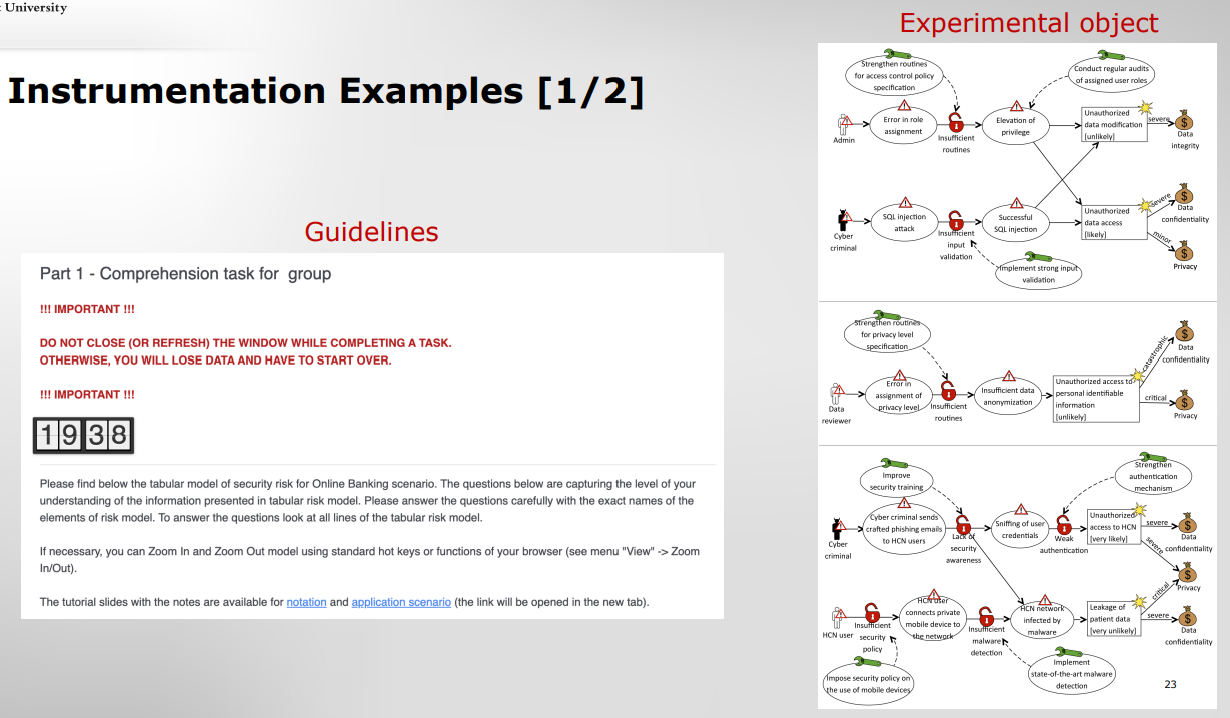 University
Instrumentation Examples [1/2]
Guidelines
Part 1 - Comprehension task for  group
!!! IMPORTANT !!!
DO NOT CLOSE (OR REFRESH) THE WINDOW WHILE COMPLETING A TASK.
OTHERWISE, YOU WILL LOSE DATA AND HAVE TO START OVER.
!!! IMPORTANT !!!
1938
Please find below the tabular model of security risk for Online Banking scenario. The questions below are capturing the level of your
understanding of the information presented in tabular risk model. Please answer the questions carefully with the exact names of the
elements of risk model. To answer the questions look at all lines of the tabular risk model.
If necessary, you can Zoom In and Zoom Out model using standard hot keys or functions of your browser (see menu "View" -> Zoom
In/Out).
The tutorial slides with the notes are available for notation and application scenario (the link will be opened in the new tab).
Experimental object
Strengthen routines
for access control policy
specification
Conduct regular audits
of assigned user roles
Admin
Error in role
assignment
Insufficient
routines
Elevation of
privilege
Unauthorized
data modification
[unlikely]
severe
$
Data
integrity
Cyber
criminal
SQL injection
attack
Insufficient
input
validation
Successful
SQL injection
Unauthorized
data access
[likely]
Severe
$
Data
confidentiality
minor
$
Privacy
Implement strong input
validation
Strengthen routines
for privacy level
specification
Data
reviewer
Error in
assignment of
privacy level
Insufficient
routines
Insufficient data
anonymization
Unauthorized access to
personal identifiable
information
[unlikely]
catastrophic
$
Data
confidentiality
critical
$
Privacy
Improve
security training
Strengthen
authentication
mechanism
Cyber
criminal
Cyber criminal sends
crafted phishing emails
to HCN users
Lack of
security
awareness
Sniffing of user
credentials
Weak
authentication
Unauthorized
access to HCN
[very likely]
severe
$
Data
confidentiality
severe
$
Privacy
HCN user
Insufficient
security
policy
HCN user
connects private
mobile device to
the network
Insufficient
malware
detection
HCN network
infected by
malware
Leakage of
patient data
[very unlikely]
critical
severe
$
Data
confidentiality
Impose security policy on
the use of mobile devices
Implement
state-of-the-art malware
detection
23